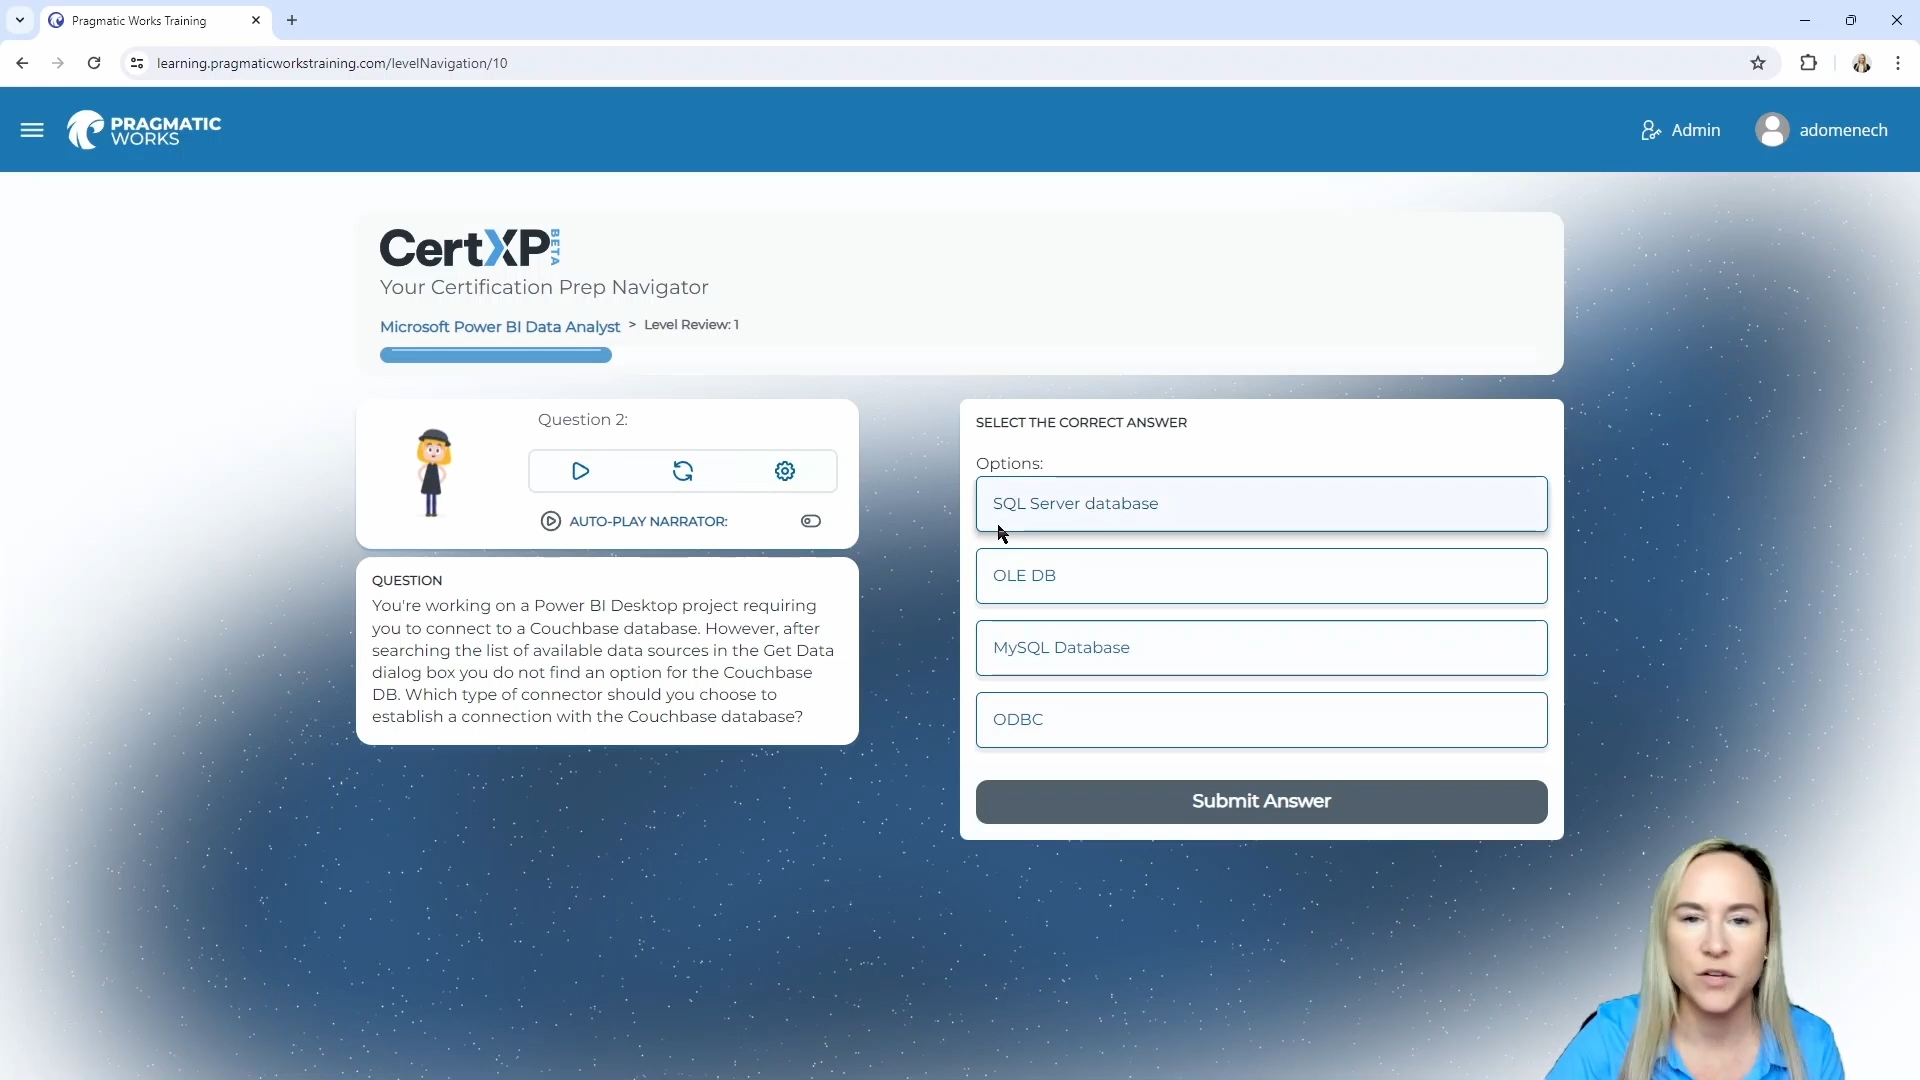 Pragmatic Works Training
learning.pragmaticworkstraining.com/levelNavigation/10
PRAGMATIC
WORKS
Admin
adomenech
CertXP BETA
Your Certification Prep Navigator
Microsoft Power BI Data Analyst > Level Review: 1
Question 2:
AUTO-PLAY NARRATOR:
QUESTION
You're working on a Power BI Desktop project requiring
you to connect to a Couchbase database. However, after
searching the list of available data sources in the Get Data
dialog box you do not find an option for the Couchbase
DB. Which type of connector should you choose to
establish a connection with the Couchbase database?
SELECT THE CORRECT ANSWER
Options:
SQL Server database
OLE DB
MySQL Database
ODBC
Submit Answer